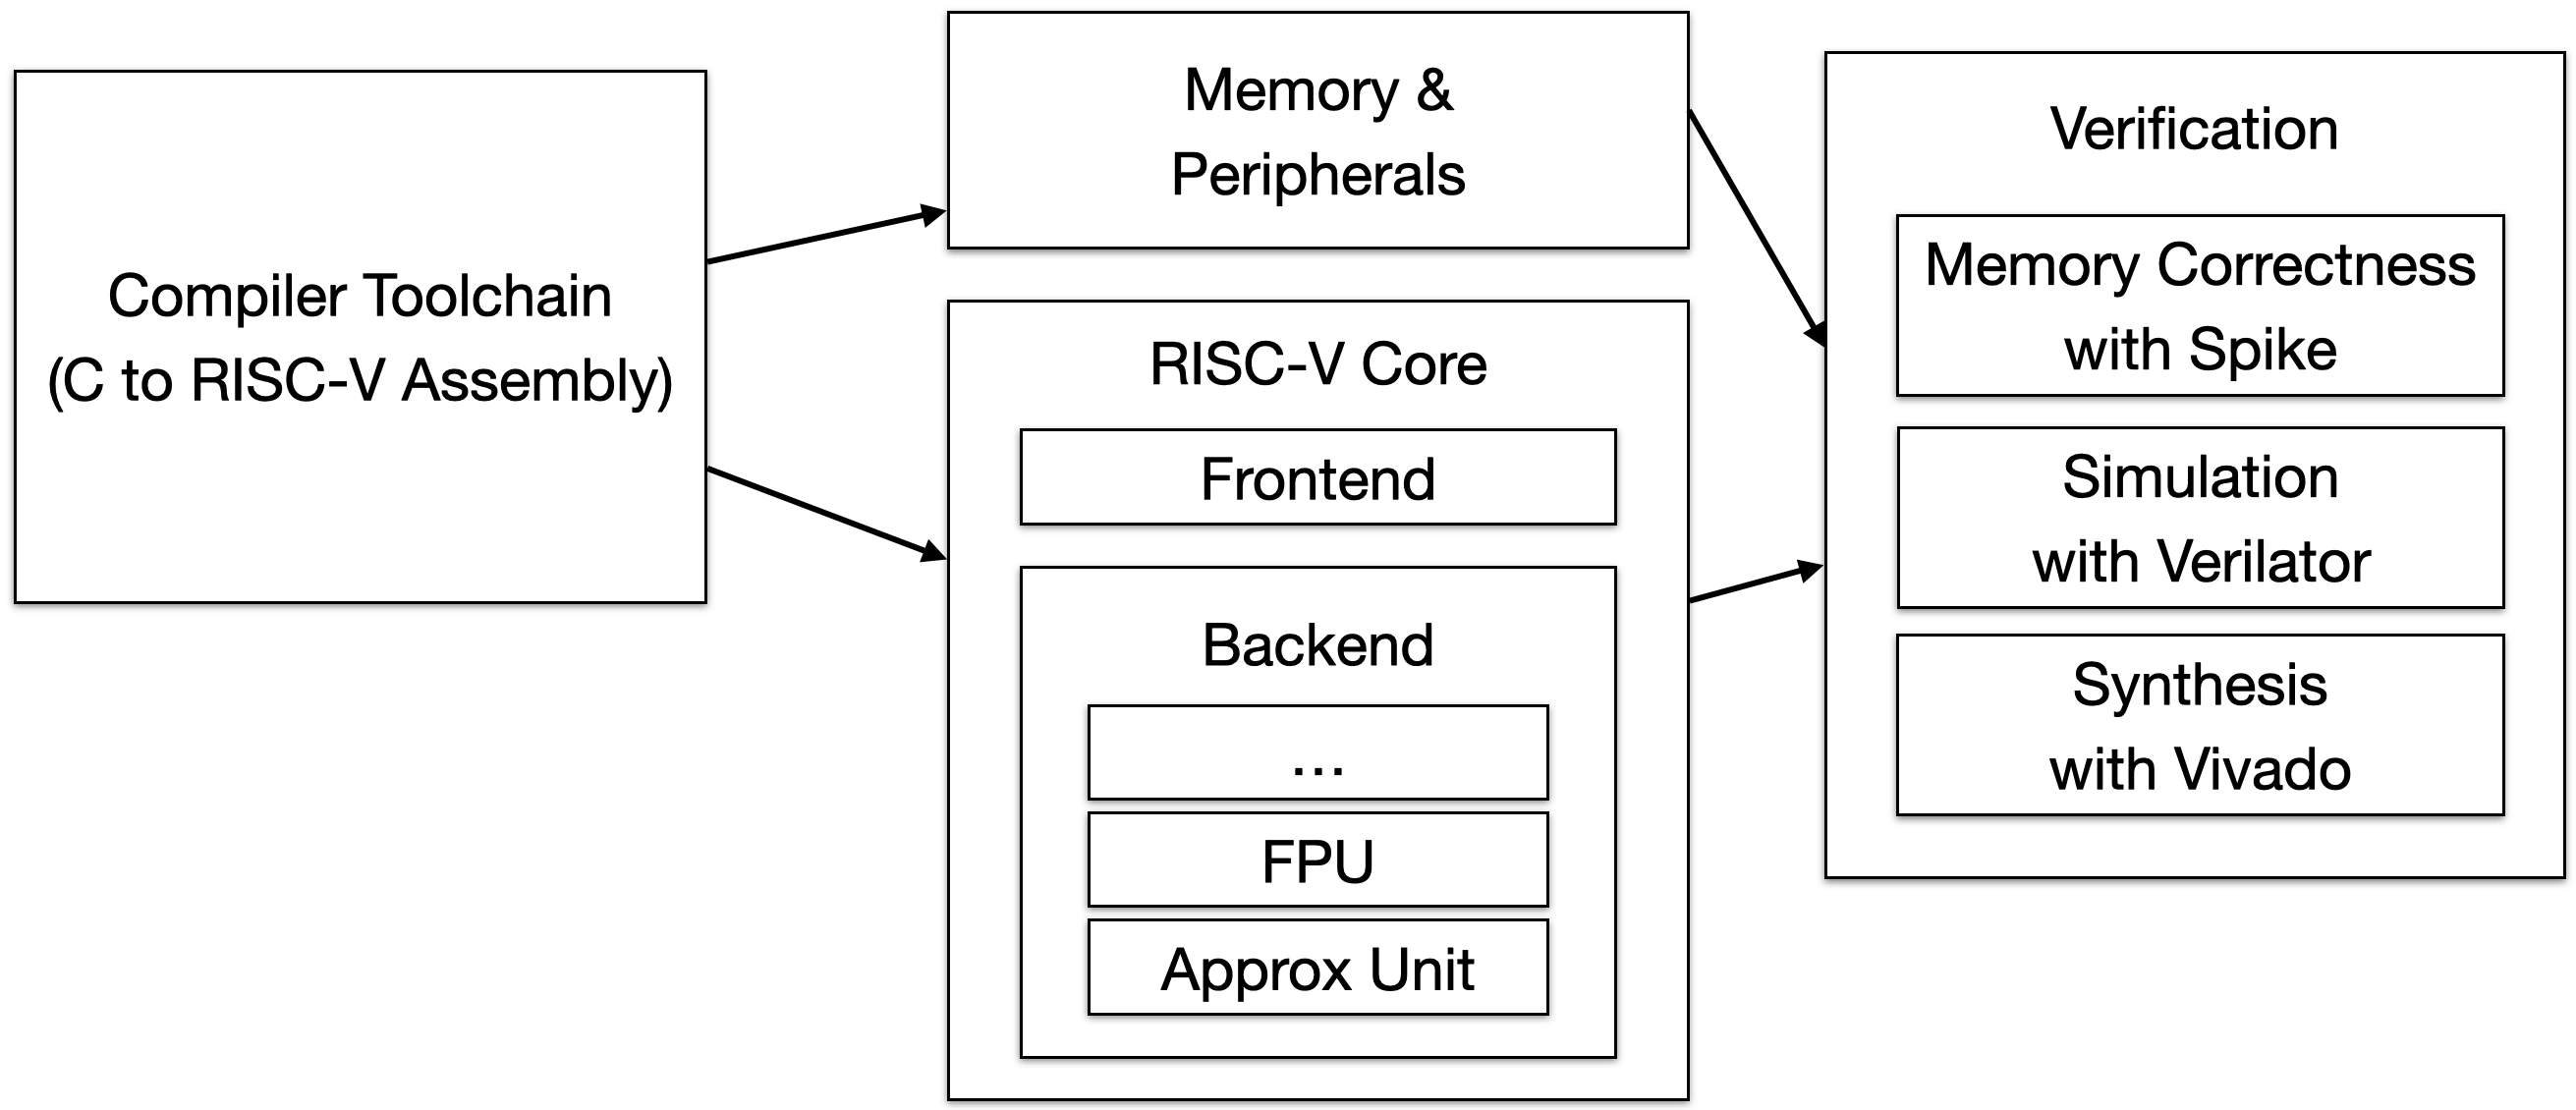 Compiler Toolchain
(C to RISC-V Assembly)
Memory &
Peripherals
RISC-V Core
Frontend
Backend
...
FPU
Approx Unit
Verification
Memory Correctness
with Spike
Simulation
with Verilator
Synthesis
with Vivado